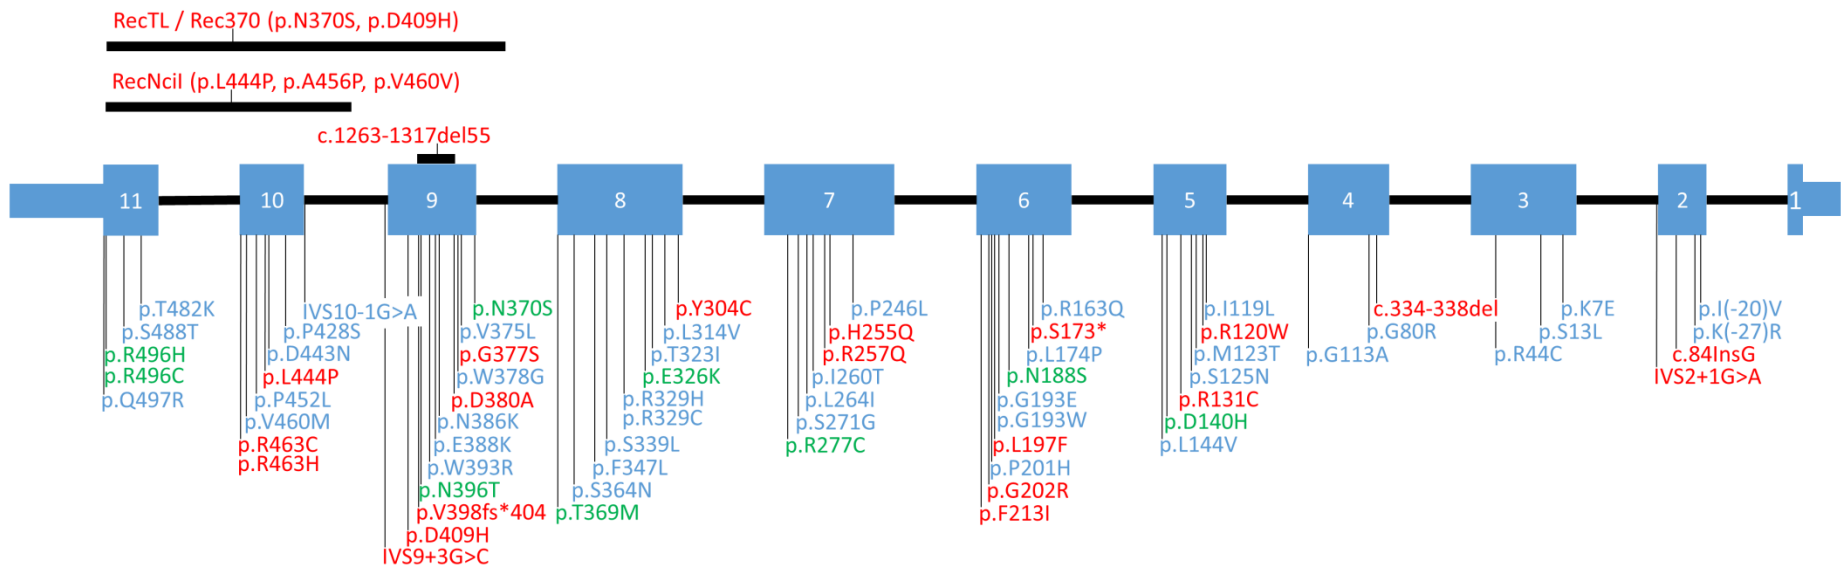 RecTL / Rec370 (p.N370S, p.D409H)
RecNciI (p.L444P, p.A456P, p.V460V)
c.1263-1317del55
11
10
9
8
7
6
5
4
3
2
1
p.T482K
p.S488T
p.R496H
p.R496C
p.Q497R
IVS10-1G>A
p.P428S
p.D443N
p.L444P
p.P452L
p.V460M
p.R463C
p.R463H
p.N370S
p.V375L
p.G377S
p.W378G
p.D380A
p.N386K
p.E388K
p.W393R
p.N396T
p.V398fs*404
p.D409H
IVS9+3G>C
p.Y304C
p.L314V
p.T323I
p.E326K
p.R329H
p.R329C
p.S339L
p.F347L
p.S364N
p.T369M
p.P246L
p.H255Q
p.R257Q
p.I260T
p.L264I
p.S271G
p.R277C
p.R163Q
p.S173*
p.L174P
p.N188S
p.G193E
p.G193W
p.L197F
p.P201H
p.G202R
p.F213I
p.I119L
p.R120W
p.M123T
p.S125N
p.R131C
p.D140H
p.L144V
c.334-338del
p.G80R
p.G113A
p.K7E
p.S13L
p.R44C
p.I(-20)V
p.K(-27)R
c.84InsG
IVS2+1G>A